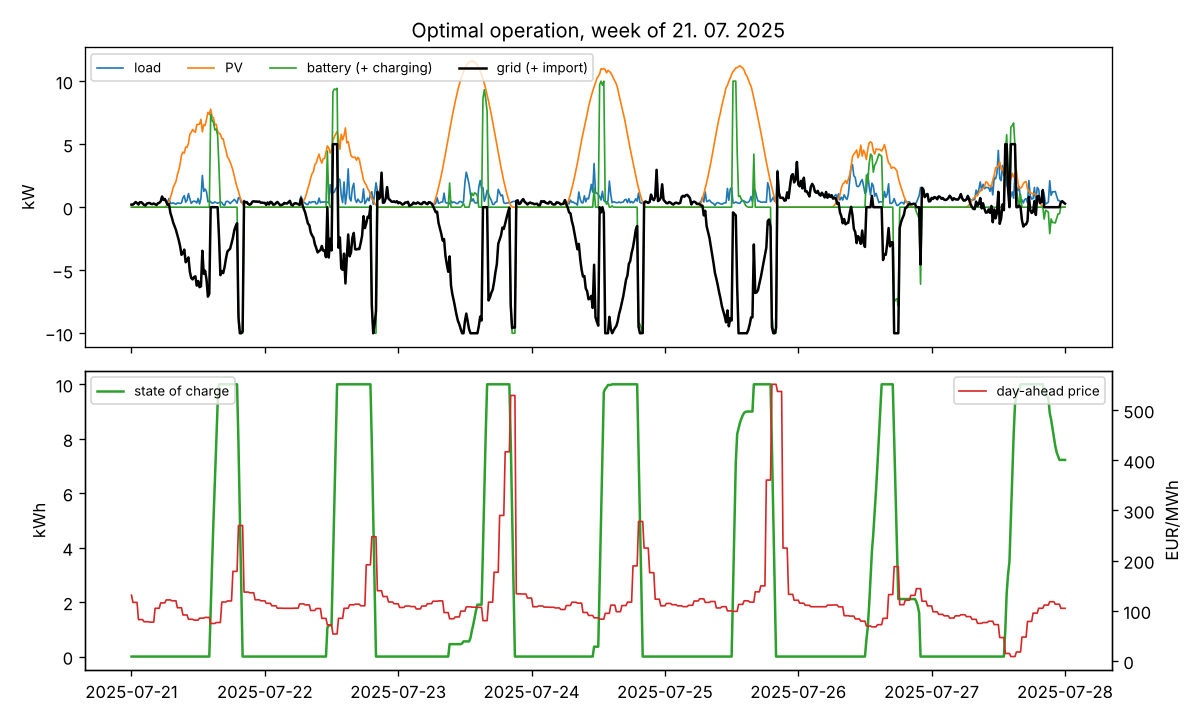 Optimal operation, week of 21. 07. 2025
load PV battery (+ charging) grid (+ import)
10
5
0
−5
−10
kW
state of charge
day-ahead price
10
8
6
4
2
0
kWh
500
400
300
200
100
0
EUR/MWh
2025-07-21 2025-07-22 2025-07-23 2025-07-24 2025-07-25 2025-07-26 2025-07-27 2025-07-28